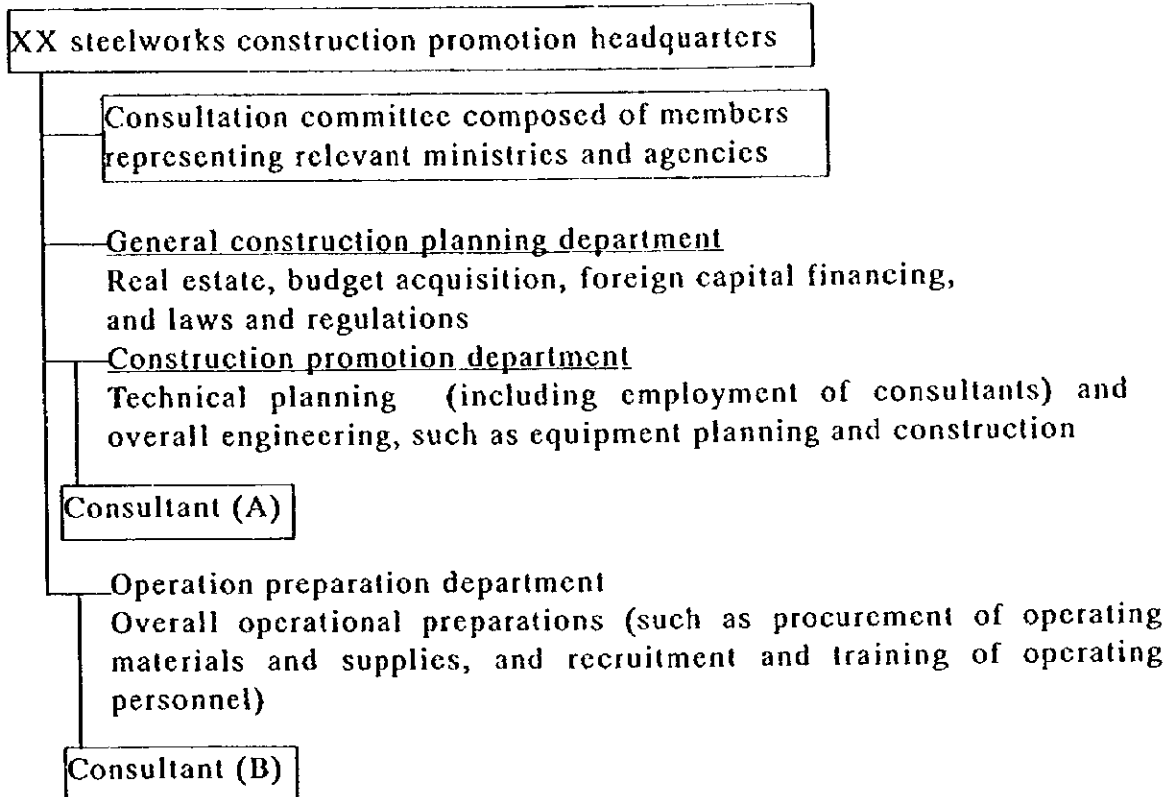 XX steelworks construction promotion headquarters
Consultation committee composed of members
representing relevant ministries and agencies
General construction planning department
Real estate, budget acquisition, foreign capital financing,
and laws and regulations
Construction promotion department
Technical planning (including employment of consultants) and
overall engineering, such as equipment planning and construction
Consultant (A)
Operation preparation department
Overall operational preparations (such as procurement of operating
materials and supplies, and recruitment and training of operating
personnel)
Consultant (B)